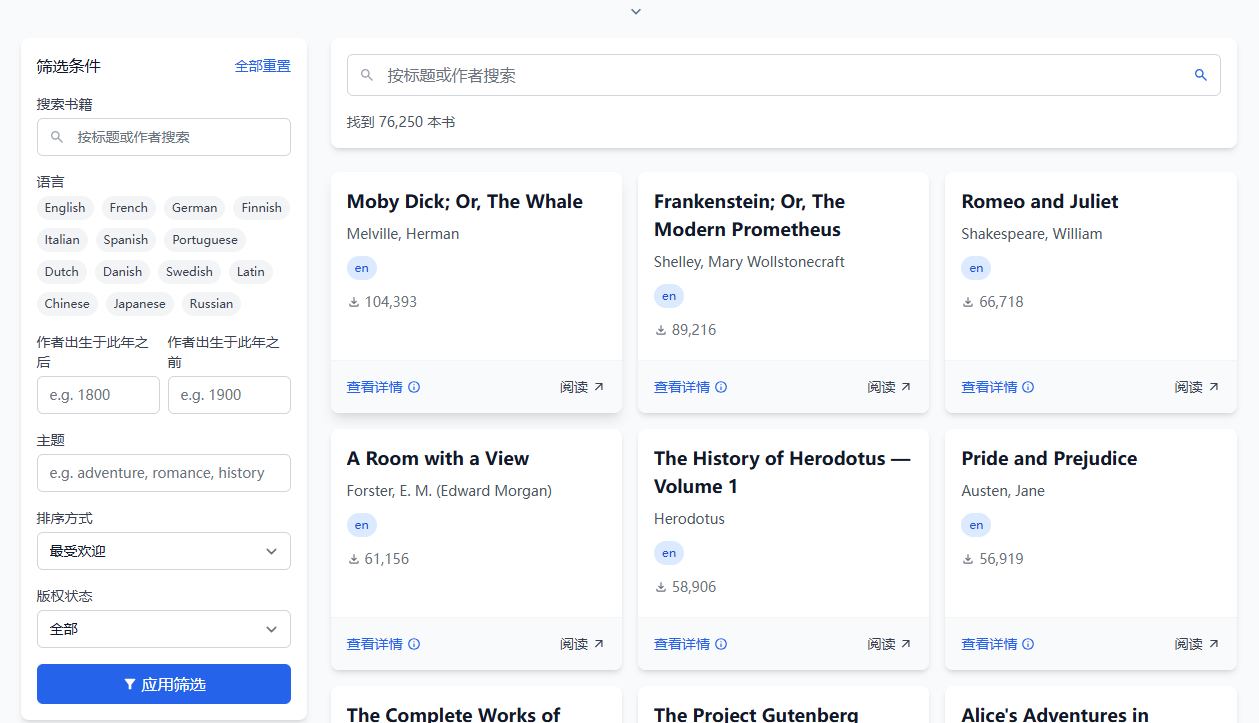 筛选条件
全部重置
搜索书籍
按标题或作者搜索
语言
English French German Finnish
Italian Spanish Portuguese
Dutch Danish Swedish Latin
Chinese Japanese Russian
作者出生于此年之后
e.g. 1800
作者出生于此年之前
e.g. 1900
主题
e.g. adventure, romance, history
排序方式
最受欢迎
版权状态
全部
应用筛选
按标题或作者搜索
找到 76,250 本书
Moby Dick; Or, The Whale
Melville, Herman
en
104,393
查看详情
阅读
Frankenstein; Or, The
Modern Prometheus
Shelley, Mary Wollstonecraft
en
89,216
查看详情
阅读
Romeo and Juliet
Shakespeare, William
en
66,718
查看详情
阅读
A Room with a View
Forster, E. M. (Edward Morgan)
en
61,156
查看详情
阅读
The History of Herodotus —
Volume 1
Herodotus
en
58,906
查看详情
阅读
Pride and Prejudice
Austen, Jane
en
56,919
查看详情
阅读
The Complete Works of
The Project Gutenberg
Alice's Adventures in